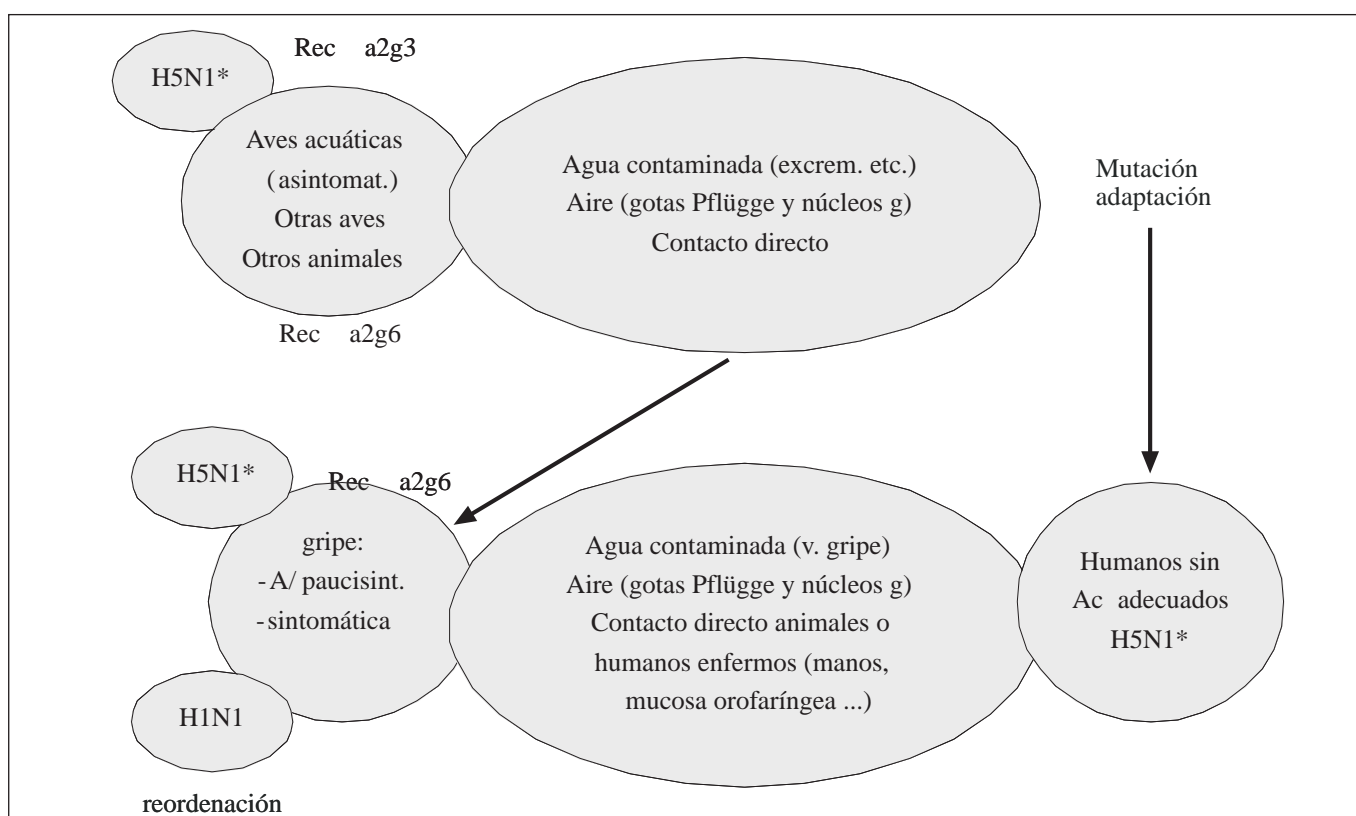 Rec a2g3
H5N1*
Aves acuáticas
(asintomat.)
Otras aves
Otros animales
Rec a2g6
Agua contaminada (excrem. etc.)
Aire (gotas Pflügge y núcleos g)
Contacto directo
Mutación
adaptación
H5N1*
Rec a2g6
gripe:
- A/ paucisint.
- sintomática
H1N1
reordenación
Agua contaminada (v. gripe)
Aire (gotas Pflügge y núcleos g)
Contacto directo animales o
humanos enfermos (manos,
mucosa orofaríngea ...)
Humanos sin
Ac adecuados
H5N1*